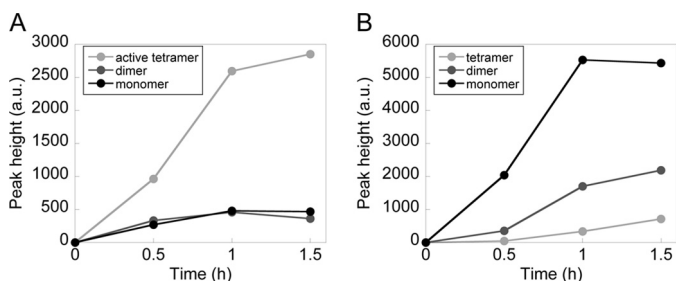 A
3000
2500
2000
1500
1000
500
0
Peak height (a.u.)
active tetramer
dimer
monomer
0 0.5 1 1.5
Time (h)
B
6000
5000
4000
3000
2000
1000
0
Peak height (a.u.)
tetramer
dimer
monomer
0 0.5 1 1.5
Time (h)